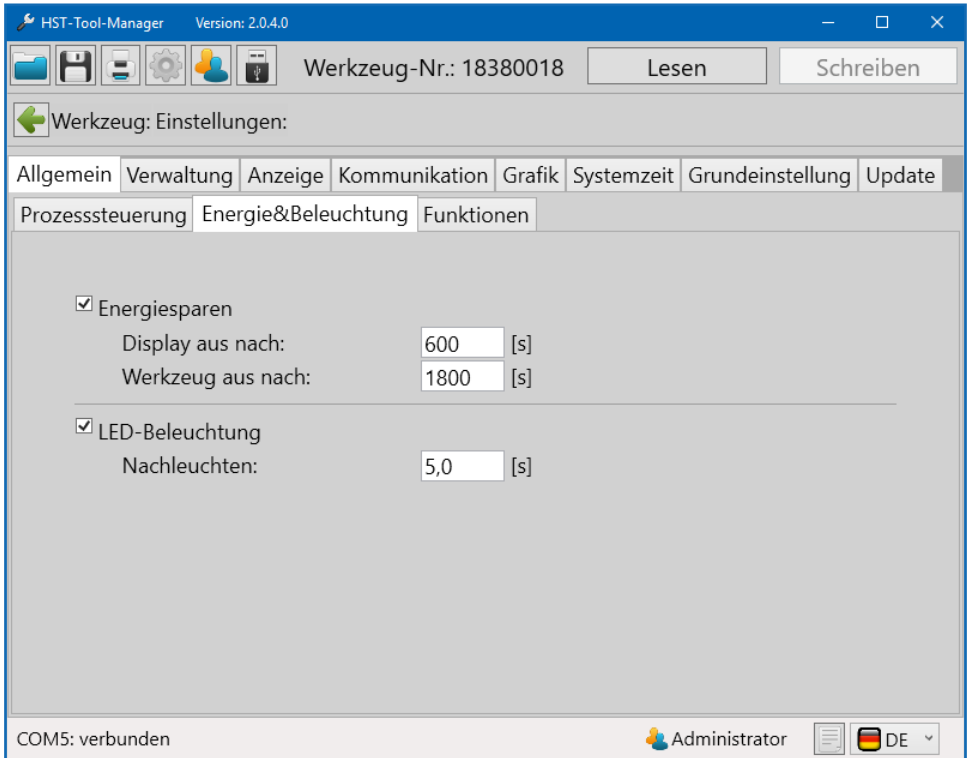 HST-Tool-Manager Version: 2.0.4.0
Werkzeug-Nr.: 18380018 Lesen Schreiben
Werkzeug: Einstellungen:
Allgemein Verwaltung Anzeige Kommunikation Grafik Systemzeit Grundeinstellung Update
Prozesssteuerung Energie&Beleuchtung Funktionen
Energiesparen
Display aus nach: 600 [s]
Werkzeug aus nach: 1800 [s]
LED-Beleuchtung
Nachleuchten: 5,0 [s]
COM5: verbunden Administrator DE